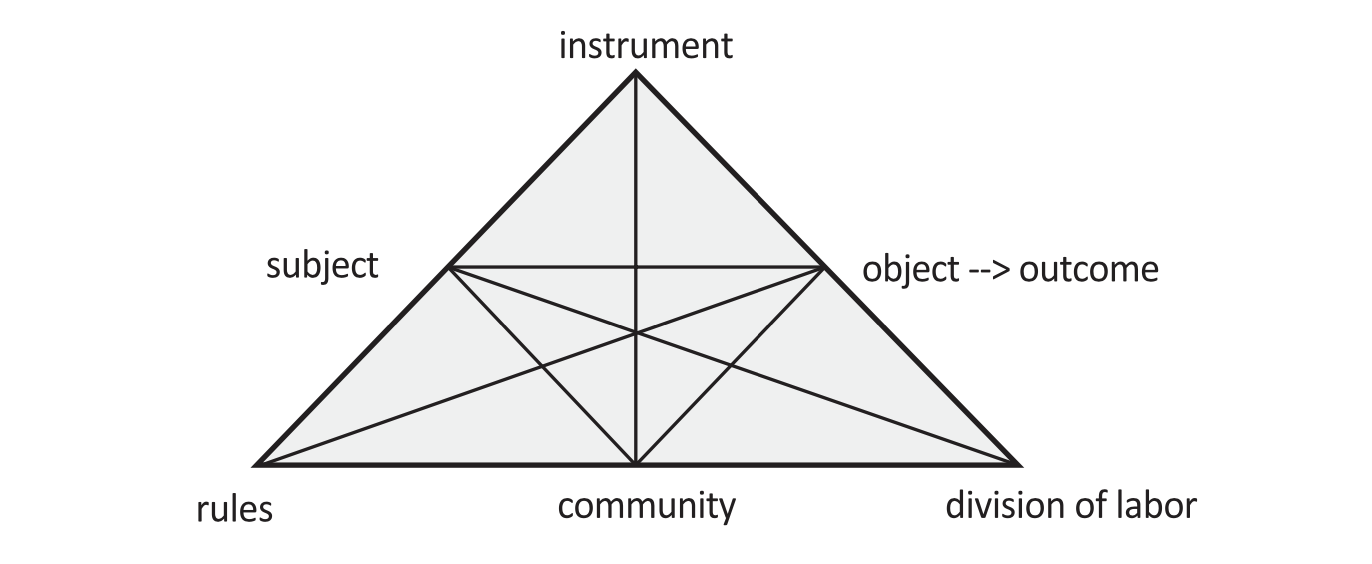 instrument
subject
object --> outcome
rules
community
division of labor